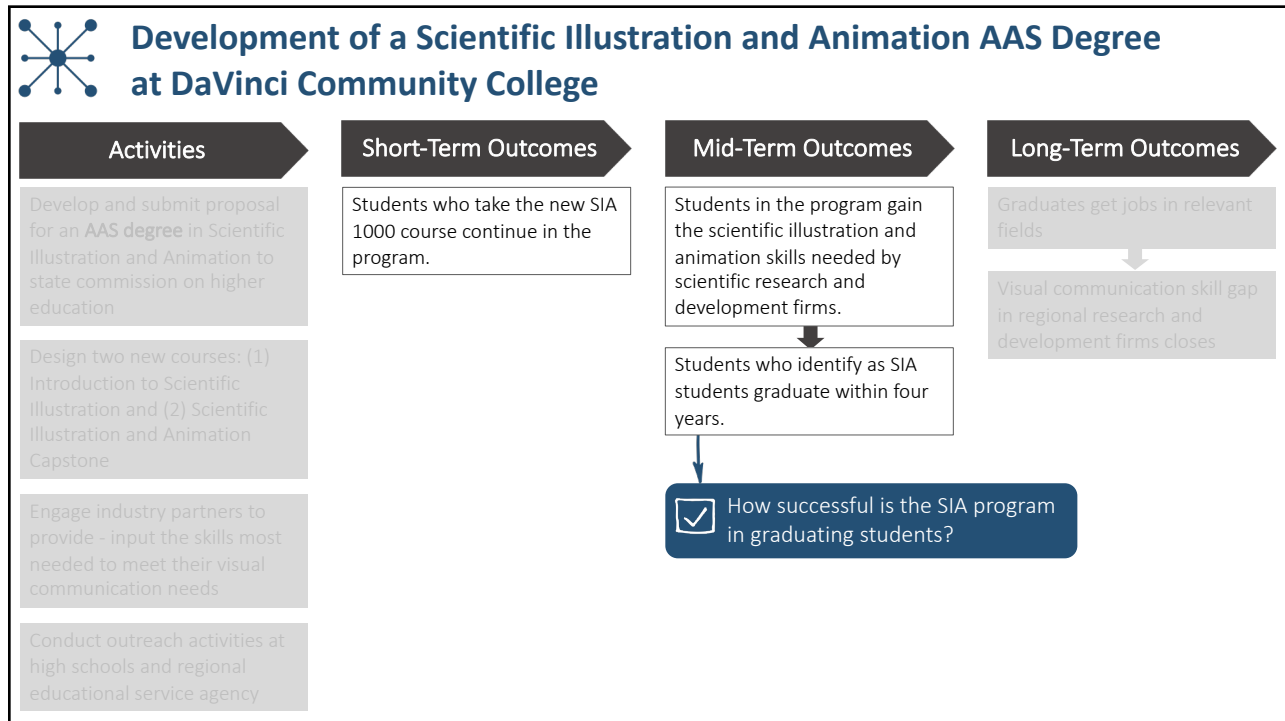 Development of a Scientific Illustration and Animation AAS Degree
at DaVinci Community College
Activities
Develop and submit proposal
for an AAS degree in Scientific
Illustration and Animation to
state commission on higher
education
Design two new courses: (1)
Introduction to Scientific
Illustration and (2) Scientific
Illustration and Animation
Capstone
Engage industry partners to
provide - input the skills most
needed to meet their visual
communication needs
Conduct outreach activities at
high schools and regional
educational service agency
Short-Term Outcomes
Students who take the new SIA
1000 course continue in the
program.
Mid-Term Outcomes
Students in the program gain
the scientific illustration and
animation skills needed by
scientific research and
development firms.
Students who identify as SIA
students graduate within four
years.
How successful is the SIA program
in graduating students?
Long-Term Outcomes
Graduates get jobs in relevant
fields
Visual communication skill gap
in regional research and
development firms closes